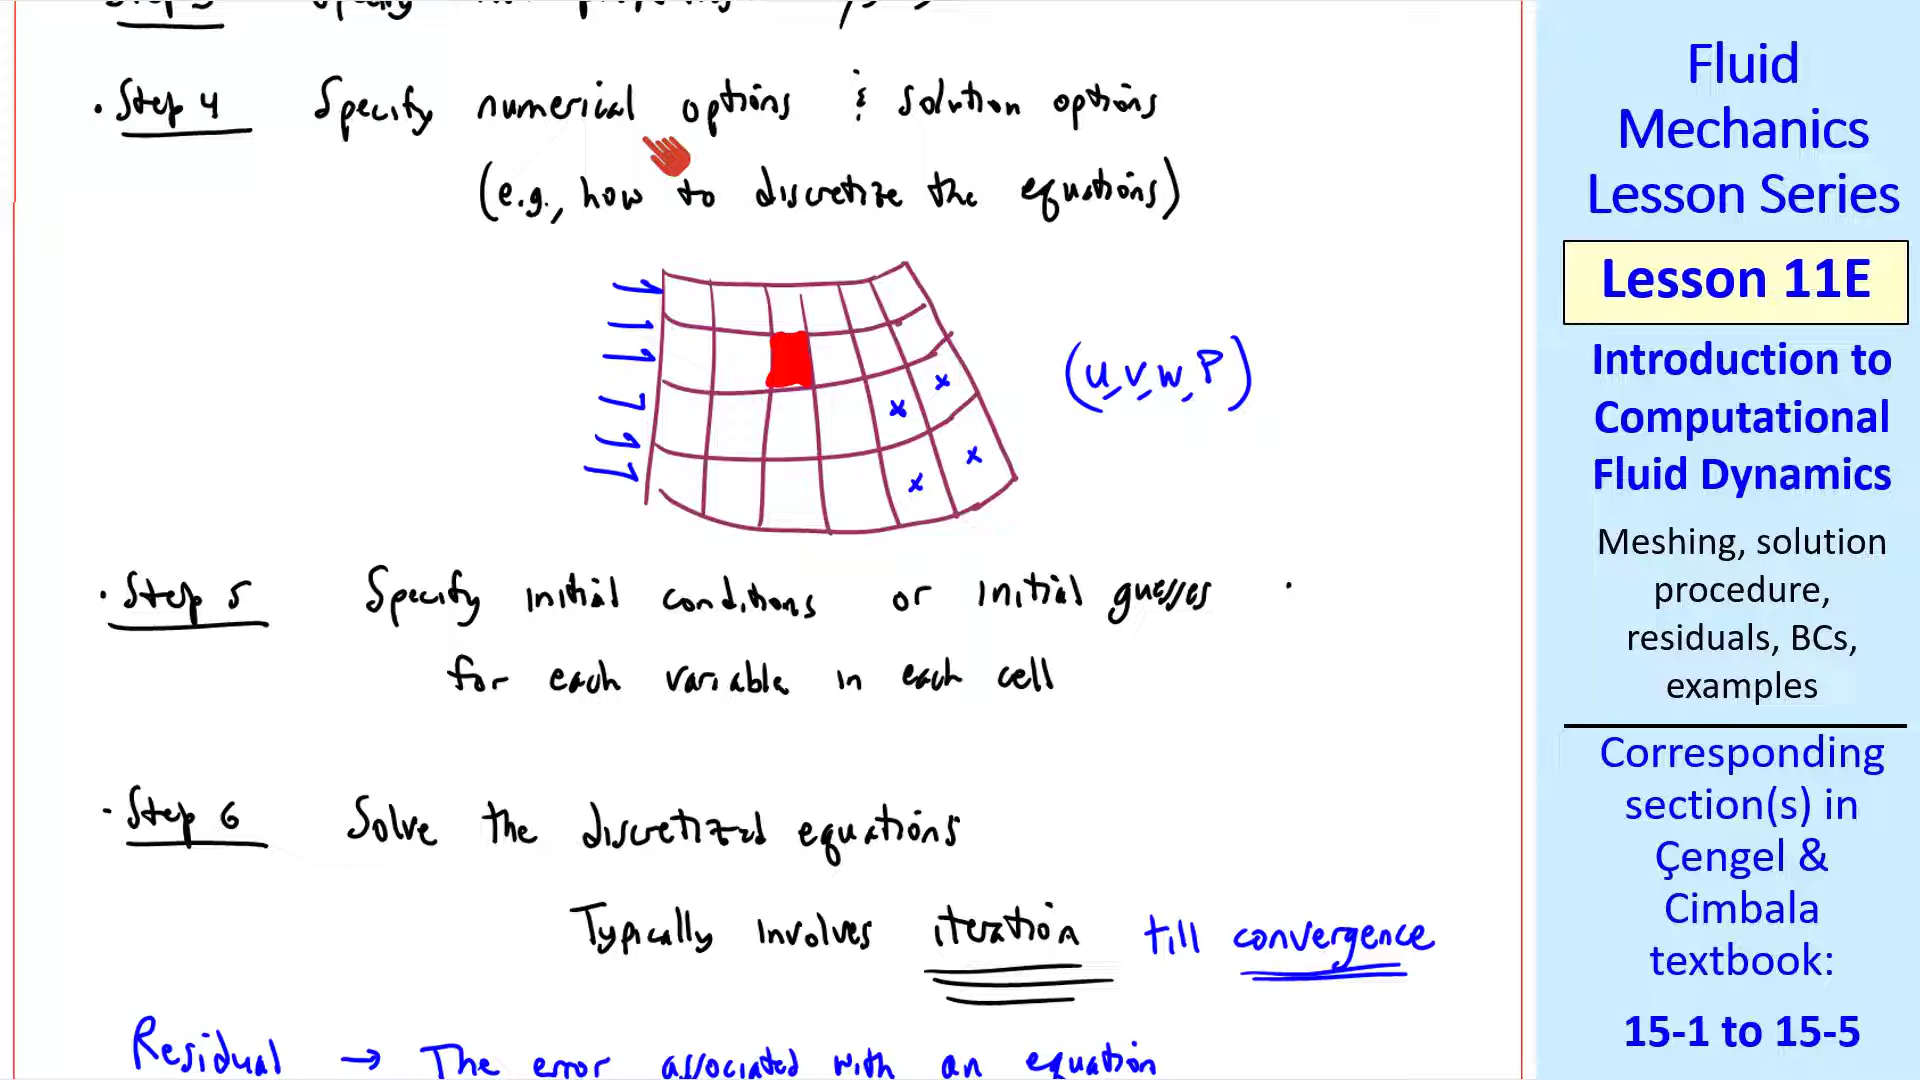 · Step 4 Specify numerical options & solution options
(e.g., how to discretize the equations)
(u, v, w, P)
· Step 5 Specify initial conditions or initial guesses
for each variable in each cell
· Step 6 Solve the discretized equations
Typically involves iteration till convergence
Residual → The error associated with an equation
Fluid
Mechanics
Lesson Series
Lesson 11E
Introduction to
Computational
Fluid Dynamics
Meshing, solution
procedure,
residuals, BCs,
examples
Corresponding
section(s) in
Çengel &
Cimbala
textbook:
15-1 to 15-5